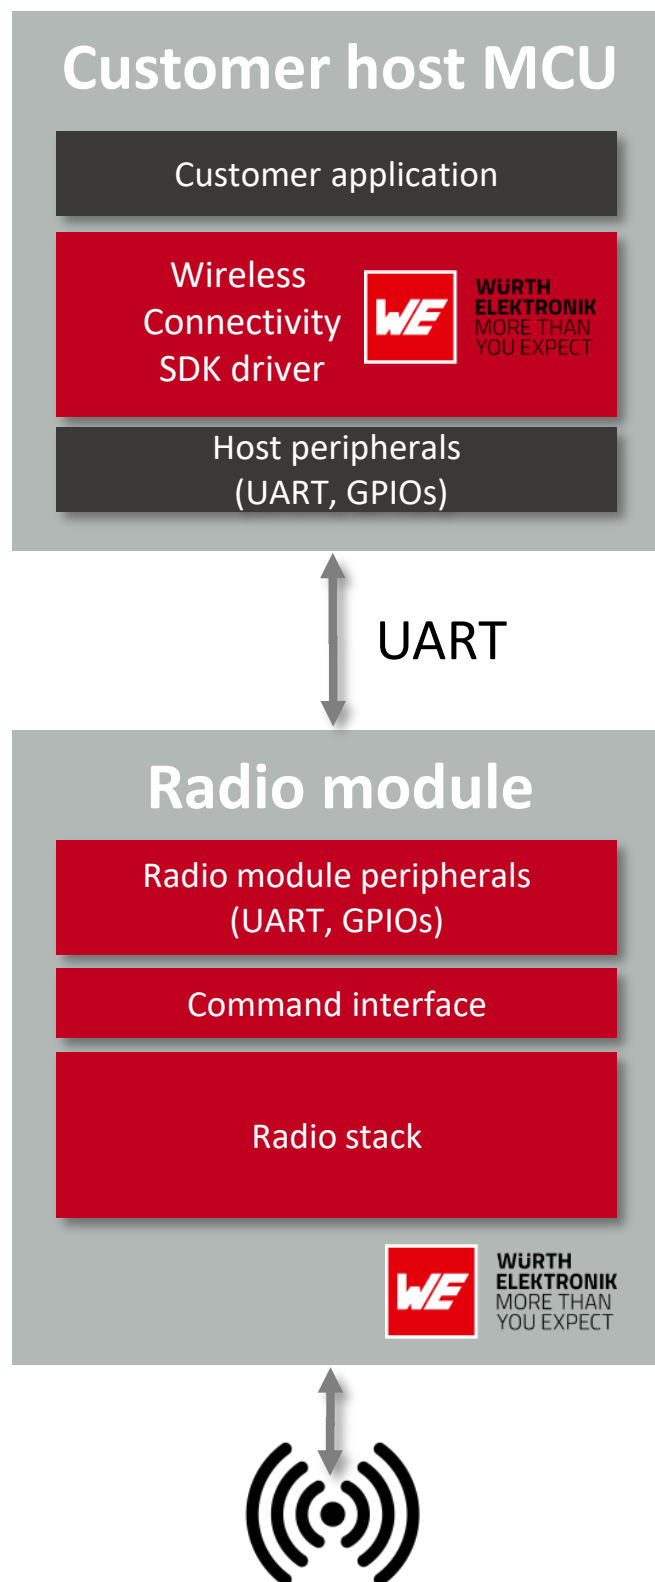 Customer host MCU
Customer application
Wireless
Connectivity
SDK driver
WE
WÜRTH
ELEKTRONIK
MORE THAN
YOU EXPECT
Host peripherals
(UART, GPIOs)
UART
Radio module
Radio module peripherals
(UART, GPIOs)
Command interface
Radio stack
WE
WÜRTH
ELEKTRONIK
MORE THAN
YOU EXPECT